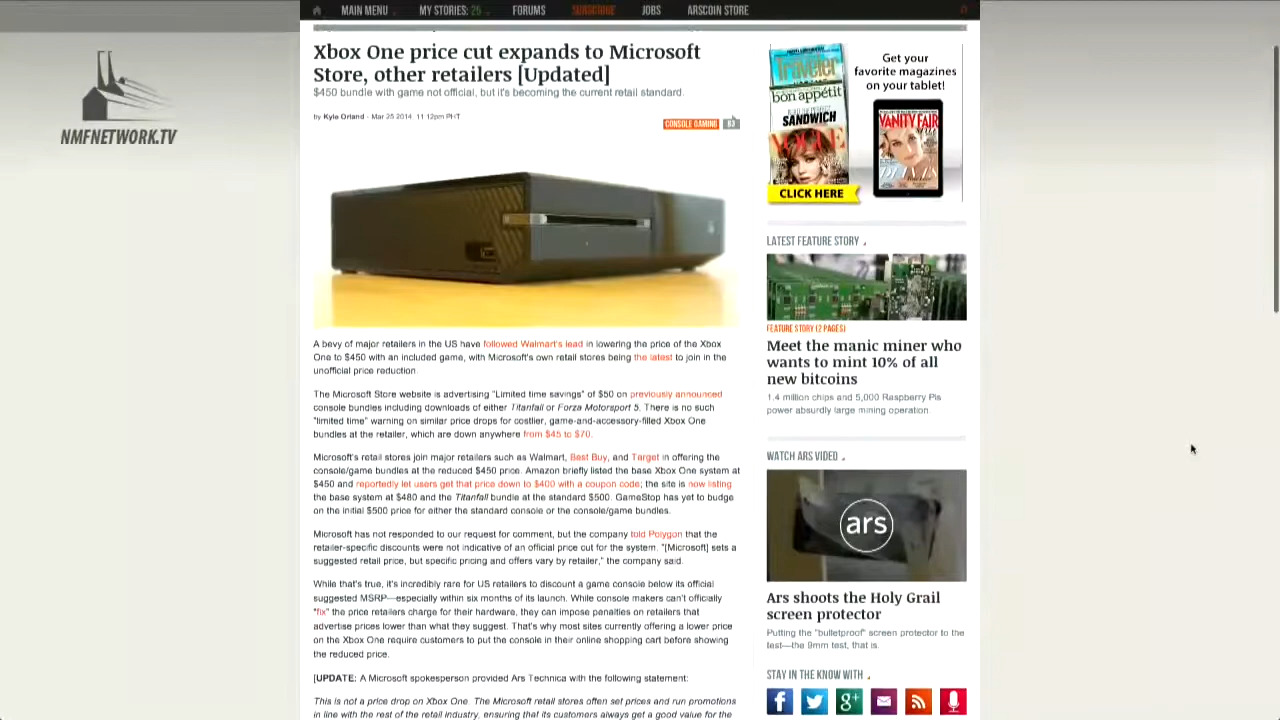 MAIN MENU
MY STORIES: 25
FORUMS
SUBSCRIBE
JOBS
ARSCOIN STORE
NMFNETWORK.TV
Xbox One price cut expands to Microsoft
Store, other retailers [Updated]
$450 bundle with game not official, but it's becoming the current retail standard.
by Kyle Orland - Mar 25 2014, 11:12pm PHT
CONSOLE GAMING
A bevy of major retailers in the US have followed Walmart's lead in lowering the price of the Xbox
One to $450 with an included game, with Microsoft's own retail stores being the latest to join in the
unofficial price reduction.
The Microsoft Store website is advertising "Limited time savings" of $50 on previously announced
console bundles including downloads of either Titanfall or Forza Motorsport 5. There is no such
"limited time" warning on similar price drops for costlier, game-and-accessory-filled Xbox One
bundles at the retailer, which are down anywhere from $45 to $70.
Microsoft's retail stores join major retailers such as Walmart, Best Buy, and Target in offering the
console/game bundles at the reduced $450 price. Amazon briefly listed the base Xbox One system at
$450 and reportedly let users get that price down to $400 with a coupon code; the site is now listing
the base system at $480 and the Titanfall bundle at the standard $500. GameStop has yet to budge
on the initial $500 price for either the standard console or the console/game bundles.
Microsoft has not responded to our request for comment, but the company told Polygon that the
retailer-specific discounts were not indicative of an official price cut for the system. "[Microsoft] sets a
suggested retail price, but specific pricing and offers vary by retailer," the company said.
While that's true, it's incredibly rare for US retailers to discount a game console below its official
suggested MSRP—especially within six months of its launch. While console makers can't officially
"fix" the price retailers charge for their hardware, they can impose penalties on retailers that
advertise prices lower than what they suggest. That's why most sites currently offering a lower price
on the Xbox One require customers to put the console in their online shopping cart before showing
the reduced price.
[UPDATE: A Microsoft spokesperson provided Ars Technica with the following statement:
This is not a price drop on Xbox One. The Microsoft retail stores often set prices and run promotions
in line with the rest of the retail industry, ensuring that its customers always get a good value for the
Traveler
bon appétit
SANDWICH
VOGUE
CLICK HERE
Get your
favorite magazines
on your tablet!
VANITY FAIR
LATEST FEATURE STORY
FEATURE STORY (2 PAGES)
Meet the manic miner who
wants to mint 10% of all
new bitcoins
1.4 million chips and 5,000 Raspberry Pis
power absurdly large mining operation
WATCH ARS VIDEO
ars
Ars shoots the Holy Grail
screen protector
Putting the "bulletproof" screen protector to the
test—the 9mm test, that is.
STAY IN THE KNOW WITH